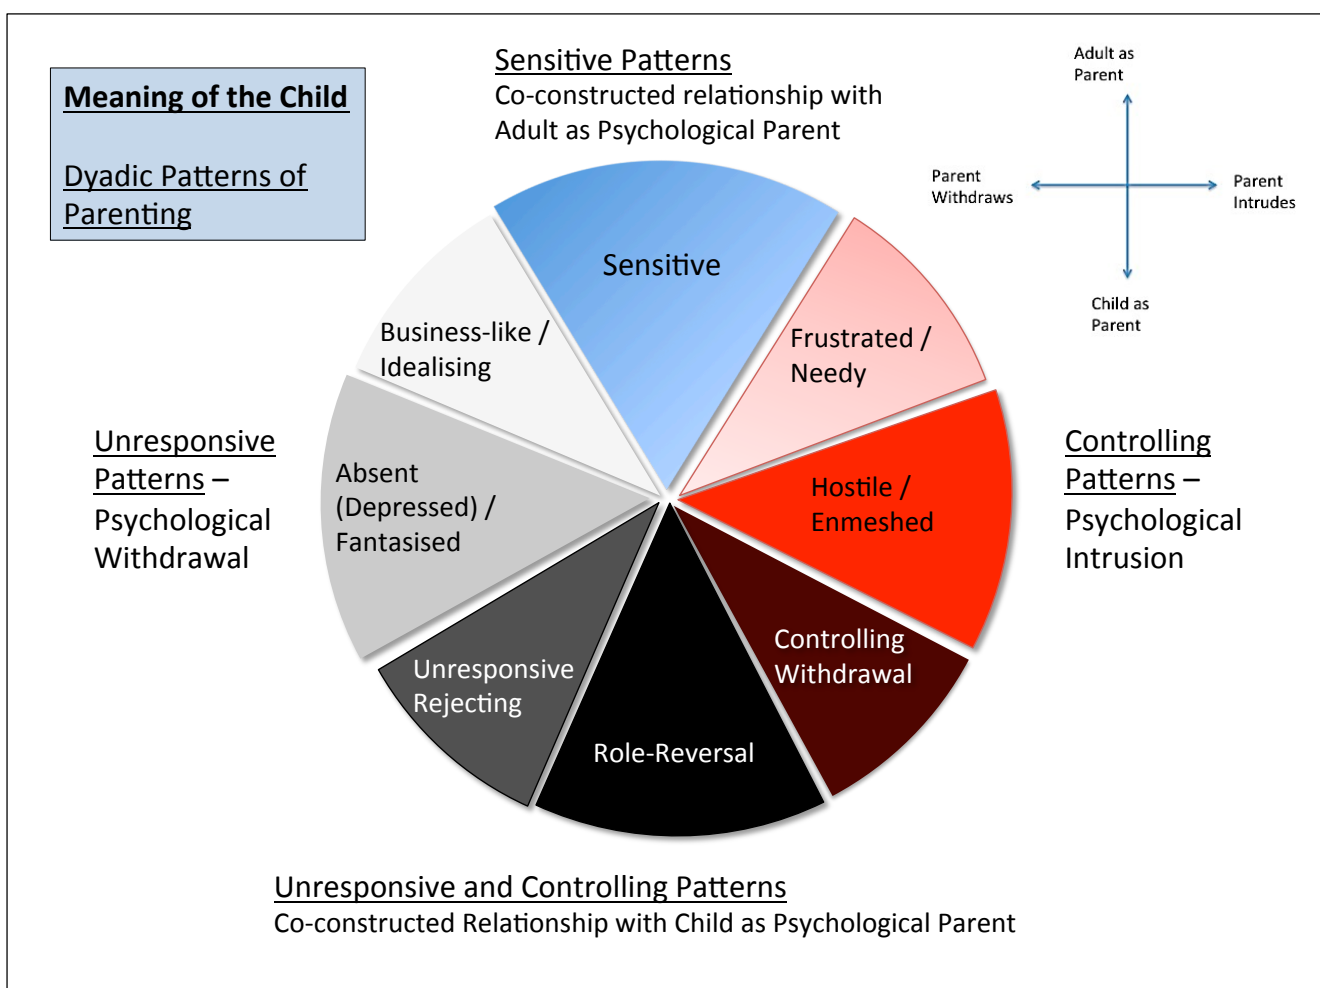 Meaning of the Child
Dyadic Patterns of
Parenting
Sensitive Patterns
Co-constructed relationship with
Adult as Psychological Parent
Adult as
Parent
Parent
Withdraws
Parent
Intrudes
Child as
Parent
Sensitive
Business-like /
Idealising
Frustrated /
Needy
Unresponsive
Patterns –
Psychological
Withdrawal
Absent
(Depressed) /
Fantasised
Hostile /
Enmeshed
Controlling
Patterns –
Psychological
Intrusion
Unresponsive
Rejecting
Controlling
Withdrawal
Role-Reversal
Unresponsive and Controlling Patterns
Co-constructed Relationship with Child as Psychological Parent